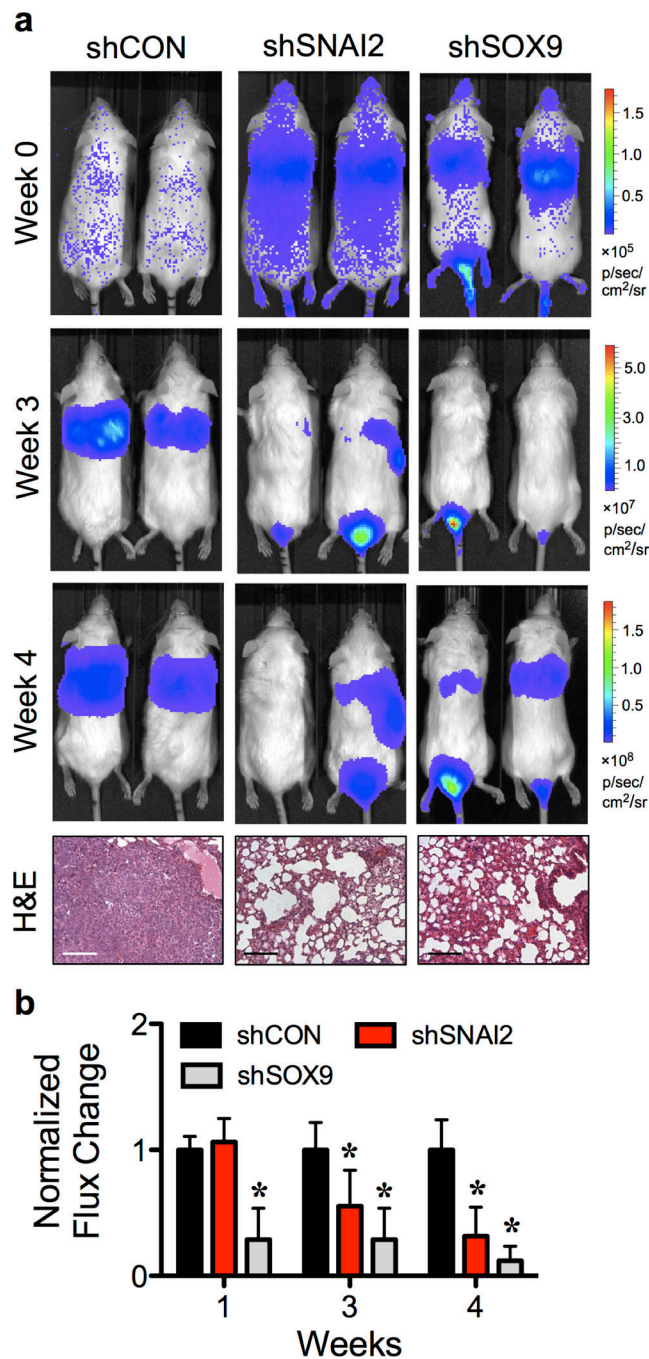 a
shCON shSNAI2 shSOX9
Week 0
1.5
1.0
0.5
×10⁵
p/sec/
cm²/sr
Week 3
5.0
3.0
1.0
×10⁷
p/sec/
cm²/sr
Week 4
1.5
1.0
0.5
×10⁸
p/sec/
cm²/sr
H&E
b
Normalized
Flux Change
2
1
0
shCON shSNAI2
shSOX9
*
* *
* *
1 3 4
Weeks